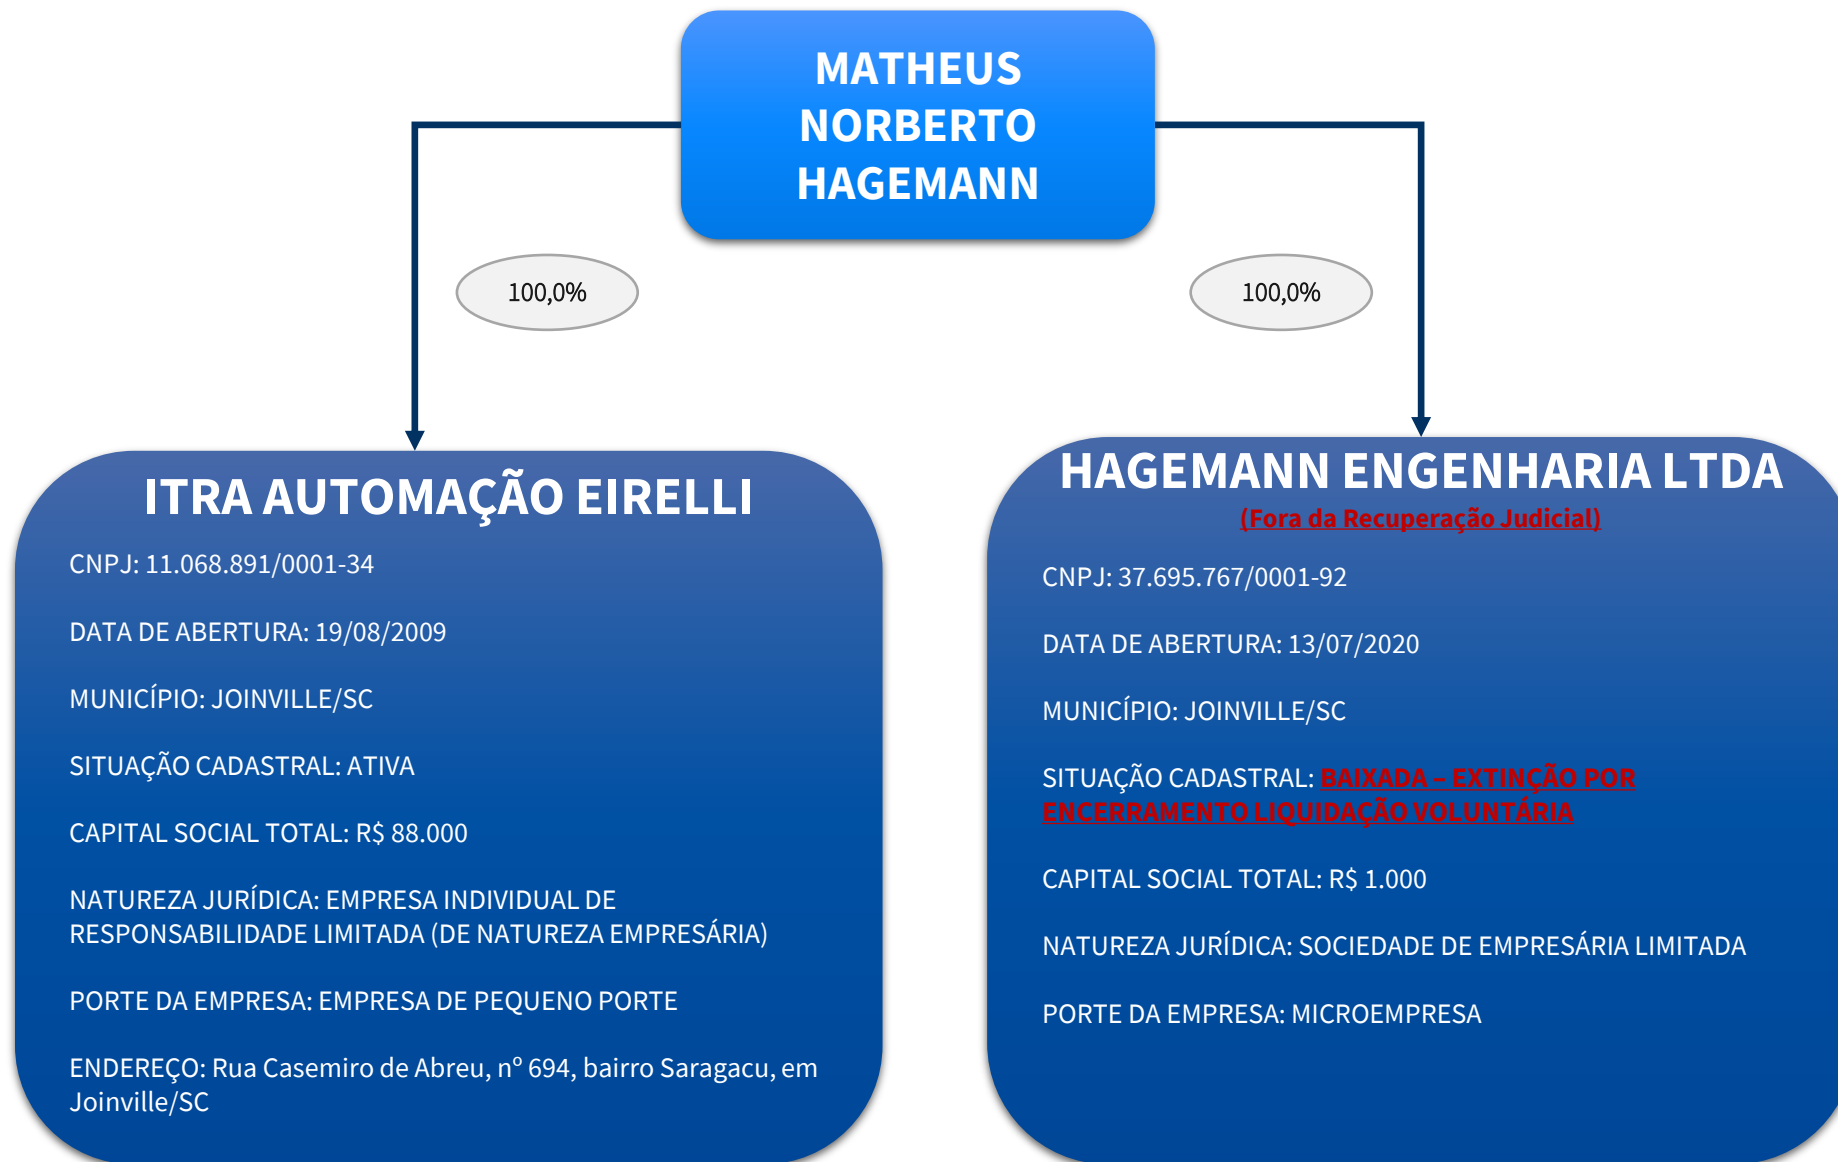 MATHEUS
NORBERTO
HAGEMANN
100,0%
100,0%
ITRA AUTOMAÇÃO EIRELLI
CNPJ: 11.068.891/0001-34
DATA DE ABERTURA: 19/08/2009
MUNICÍPIO: JOINVILLE/SC
SITUAÇÃO CADASTRAL: ATIVA
CAPITAL SOCIAL TOTAL: R$ 88.000
NATUREZA JURÍDICA: EMPRESA INDIVIDUAL DE
RESPONSABILIDADE LIMITADA (DE NATUREZA EMPRESÁRIA)
PORTE DA EMPRESA: EMPRESA DE PEQUENO PORTE
ENDEREÇO: Rua Casemiro de Abreu, nº 694, bairro Saragacu, em
Joinville/SC
HAGEMANN ENGENHARIA LTDA
(Fora da Recuperação Judicial)
CNPJ: 37.695.767/0001-92
DATA DE ABERTURA: 13/07/2020
MUNICÍPIO: JOINVILLE/SC
SITUAÇÃO CADASTRAL: BAIXADA – EXTINÇÃO POR
ENCERRAMENTO LIQUIDAÇÃO VOLUNTÁRIA
CAPITAL SOCIAL TOTAL: R$ 1.000
NATUREZA JURÍDICA: SOCIEDADE DE EMPRESÁRIA LIMITADA
PORTE DA EMPRESA: MICROEMPRESA